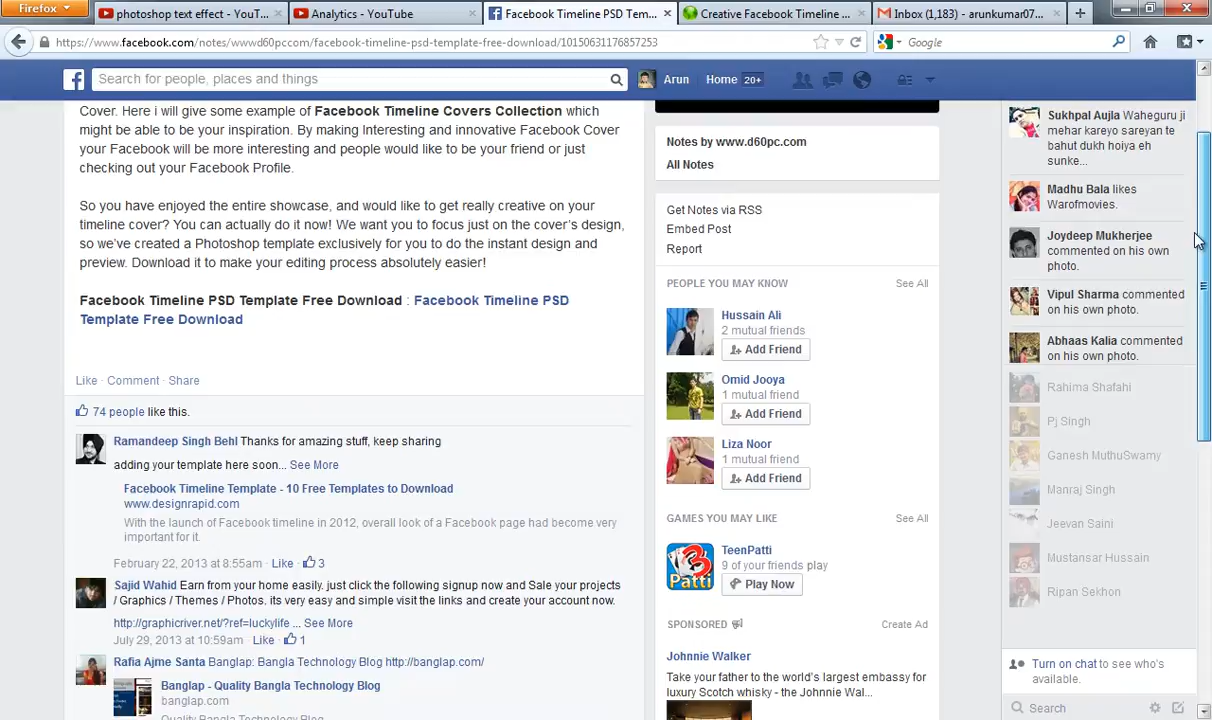 Firefox
photoshop text effect - YouT...
Analytics - YouTube
Facebook Timeline PSD Tem...
Creative Facebook Timeline ...
Inbox (1,183) - arunkumar07...
https://www.facebook.com/notes/wwwd60pccom/facebook-timeline-psd-template-free-download/10150631176857253
Google
Search for people, places and things
Arun
Home 20+
Cover. Here i will give some example of Facebook Timeline Covers Collection which
might be able to be your inspiration. By making Interesting and innovative Facebook Cover
your Facebook will be more interesting and people would like to be your friend or just
checking out your Facebook Profile.
So you have enjoyed the entire showcase, and would like to get really creative on your
timeline cover? You can actually do it now! We want you to focus just on the cover's design,
so we've created a Photoshop template exclusively for you to do the instant design and
preview. Download it to make your editing process absolutely easier!
Facebook Timeline PSD Template Free Download : Facebook Timeline PSD
Template Free Download
Like · Comment · Share
74 people like this.
Ramandeep Singh Behl Thanks for amazing stuff, keep sharing
adding your template here soon... See More
Facebook Timeline Template - 10 Free Templates to Download
www.designrapid.com
With the launch of Facebook timeline in 2012, overall look of a Facebook page had become very
important for it.
February 22, 2013 at 8:55am · Like · 3
Sajid Wahid Earn from your home easily, just click the following signup now and Sale your projects
/ Graphics / Themes / Photos. its very easy and simple visit the links and create your account now.
http://graphicriver.net/?ref=luckylife ... See More
July 29, 2013 at 10:59am · Like · 1
Rafia Ajme Santa Banglap: Bangla Technology Blog http://banglap.com/
Banglap - Quality Bangla Technology Blog
banglap.com
Quality Bangla Technology Blog
Notes by www.d60pc.com
All Notes
Get Notes via RSS
Embed Post
Report
PEOPLE YOU MAY KNOW
See All
Hussain Ali
2 mutual friends
Add Friend
Omid Jooya
1 mutual friend
Add Friend
Liza Noor
1 mutual friend
Add Friend
GAMES YOU MAY LIKE
See All
3
Patti
TeenPatti
9 of your friends play
Play Now
SPONSORED
Create Ad
Johnnie Walker
Take your father to the world's largest embassy for
luxury Scotch whisky - the Johnnie Wal...
Sukhpal Aujla Waheguru ji
mehar kareyo sareyan te
bahut dukh hoiya eh
sunke...
Madhu Bala likes
Warofmovies.
Joydeep Mukherjee
commented on his own
photo.
Vipul Sharma commented
on his own photo.
Abhaas Kalia commented
on his own photo.
Rahima Shafahi
Pj Singh
Ganesh MuthuSwamy
Manraj Singh
Jeevan Saini
Mustansar Hussain
Ripan Sekhon
Turn on chat to see who's
available.
Search